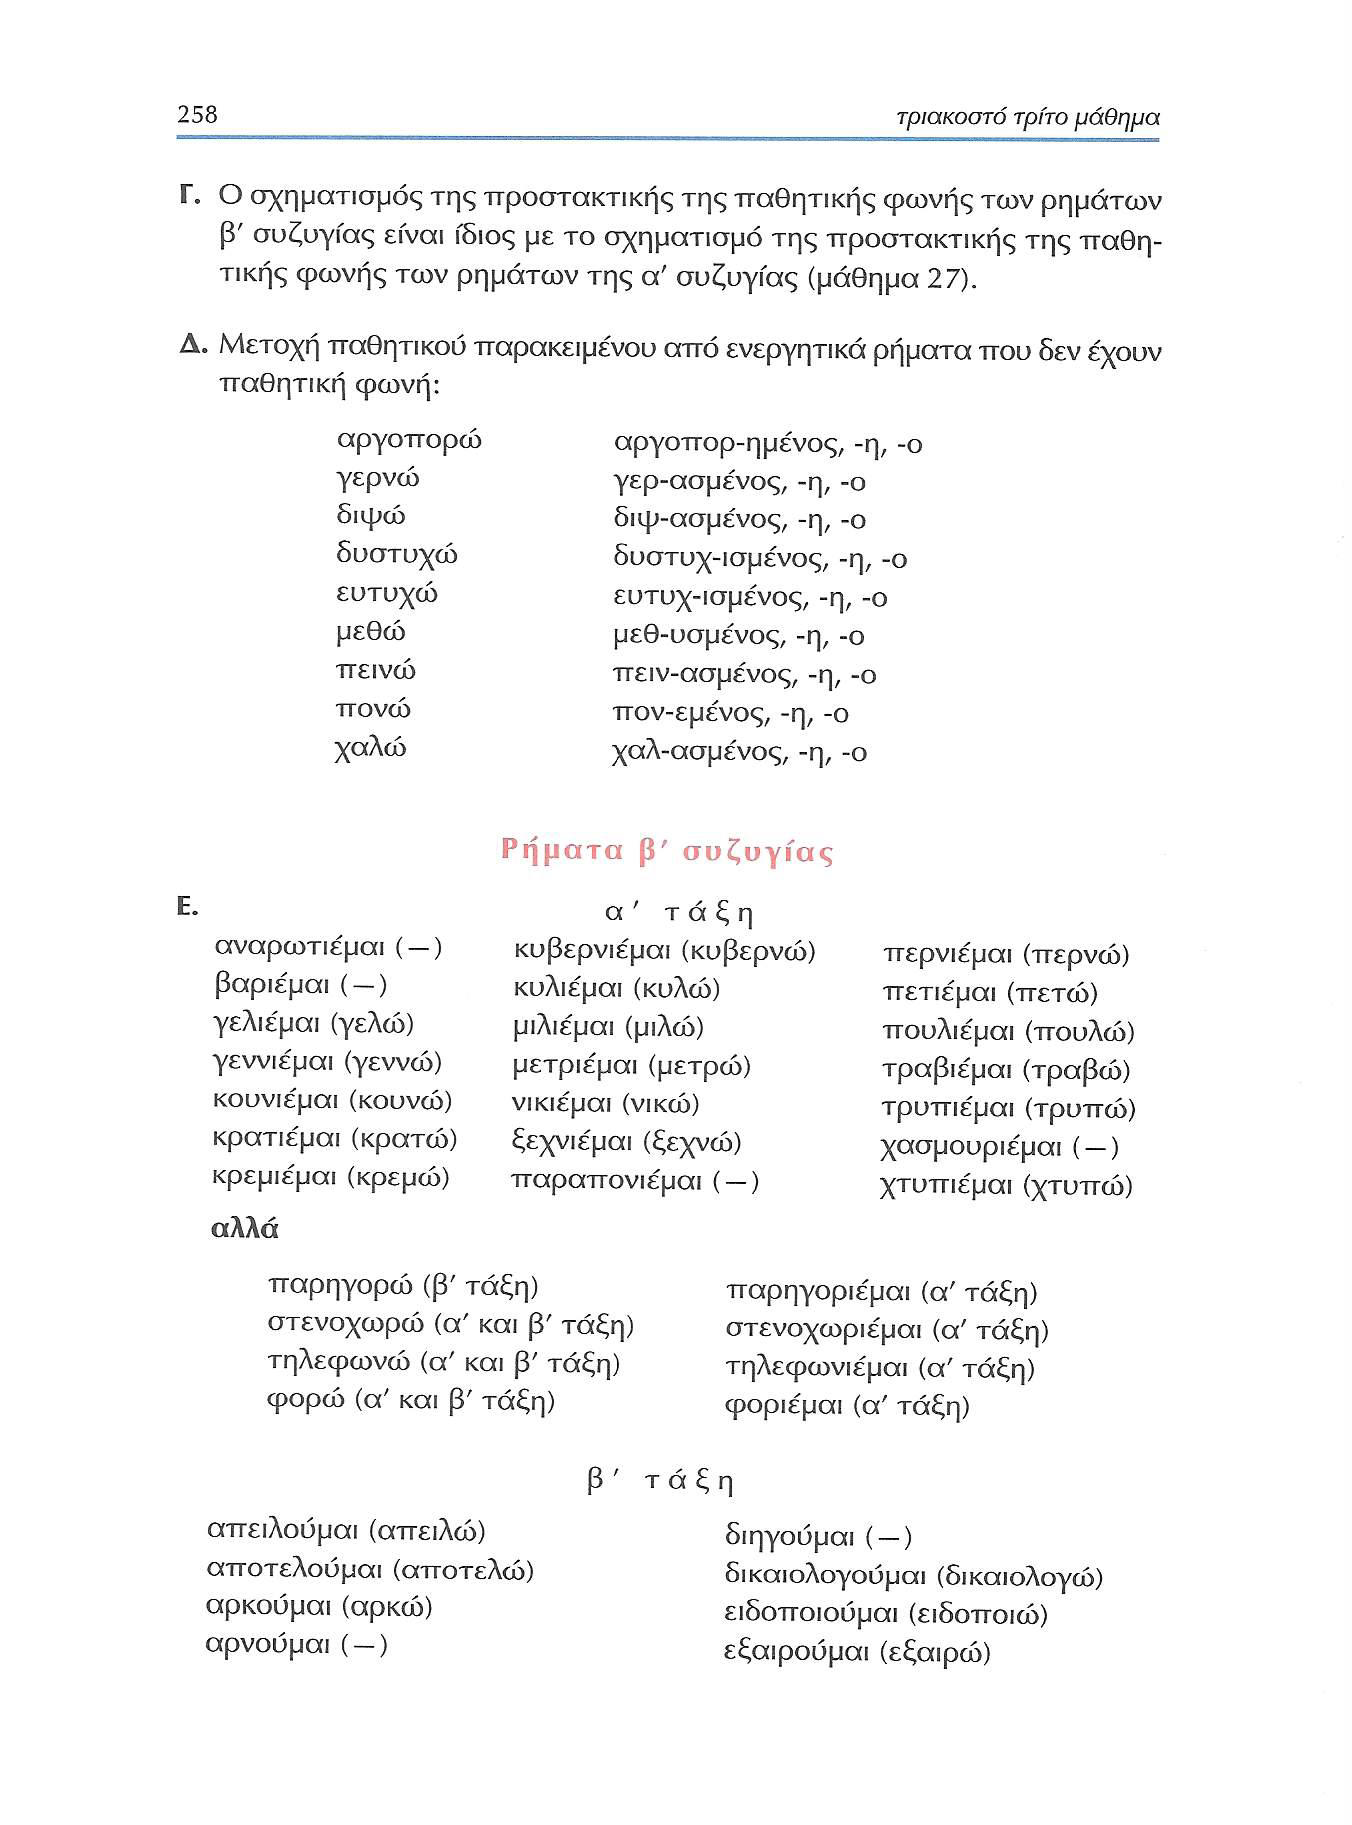 258 τριακοστό τρίτο μάθημα
Γ. Ο σχηματισμός της προστακτικής της παθητικής φωνής των ρημάτων
β′ συζυγίας είναι ίδιος με το σχηματισμό της προστακτικής της παθη-
τικής φωνής των ρημάτων της α′ συζυγίας (μάθημα 27).
Δ. Μετοχή παθητικού παρακειμένου από ενεργητικά ρήματα που δεν έχουν
παθητική φωνή:
αργοπορώ αργοπορ-ημένος, -η, -ο
γερνώ γερ-ασμένος, -η, -ο
διψώ διψ-ασμένος, -η, -ο
δυστυχώ δυστυχ-ισμένος, -η, -ο
ευτυχώ ευτυχ-ισμένος, -η, -ο
μεθώ μεθ-υσμένος, -η, -ο
πεινώ πειν-ασμένος, -η, -ο
πονώ πον-εμένος, -η, -ο
χαλώ χαλ-ασμένος, -η, -ο
Ρήματα β′ συζυγίας
Ε. α′ τάξη
αναρωτιέμαι (—) κυβερνιέμαι (κυβερνώ) περνιέμαι (περνώ)
βαριέμαι (—) κυλιέμαι (κυλώ) πετιέμαι (πετώ)
γελιέμαι (γελώ) μιλιέμαι (μιλώ) πουλιέμαι (πουλώ)
γεννιέμαι (γεννώ) μετριέμαι (μετρώ) τραβιέμαι (τραβώ)
κουνιέμαι (κουνώ) νικιέμαι (νικώ) τρυπιέμαι (τρυπώ)
κρατιέμαι (κρατώ) ξεχνιέμαι (ξεχνώ) χασμουριέμαι (—)
κρεμιέμαι (κρεμώ) παραπονιέμαι (—) χτυπιέμαι (χτυπώ)
αλλά
παρηγορώ (β′ τάξη) παρηγοριέμαι (α′ τάξη)
στενοχωρώ (α′ και β′ τάξη) στενοχωριέμαι (α′ τάξη)
τηλεφωνώ (α′ και β′ τάξη) τηλεφωνιέμαι (α′ τάξη)
φορώ (α′ και β′ τάξη) φοριέμαι (α′ τάξη)
β′ τάξη
απειλούμαι (απειλώ) διηγούμαι (—)
αποτελούμαι (αποτελώ) δικαιολογούμαι (δικαιολογώ)
αρκούμαι (αρκώ) ειδοποιούμαι (ειδοποιώ)
αρνούμαι (—) εξαιρούμαι (εξαιρώ)